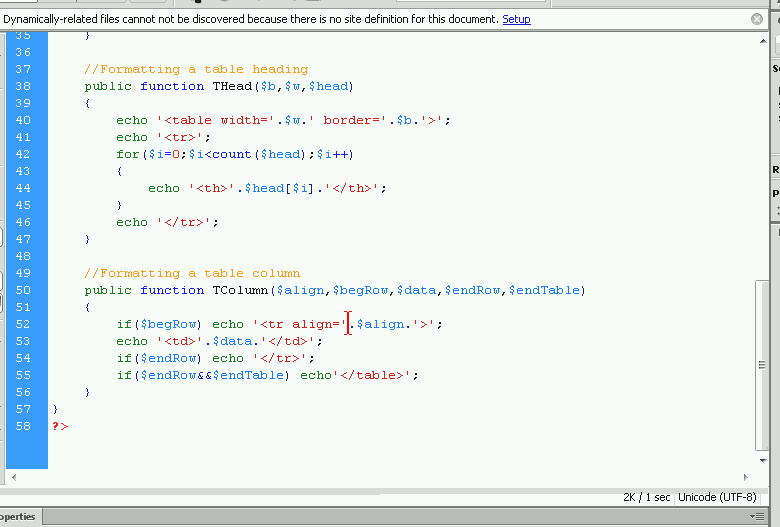 Dynamically-related files cannot not be discovered because there is no site definition for this document. Setup
35 }
36
37 //Formatting a table heading
38 public function THead($b,$w,$head)
39 {
40 echo '<table width='.$w.' border='.$b.'>';
41 echo '<tr>';
42 for($i=0;$i<count($head);$i++)
43 {
44 echo '<th>'.$head[$i].'</th>';
45 }
46 echo '</tr>';
47 }
48
49 //Formatting a table column
50 public function TColumn($align,$begRow,$data,$endRow,$endTable)
51 {
52 if($begRow) echo '<tr align='.$align.'>';
53 echo '<td>'.$data.'</td>';
54 if($endRow) echo '</tr>';
55 if($endRow&&$endTable) echo'</table>';
56 }
57 }
58 ?>
2K / 1 sec Unicode (UTF-8)
operties